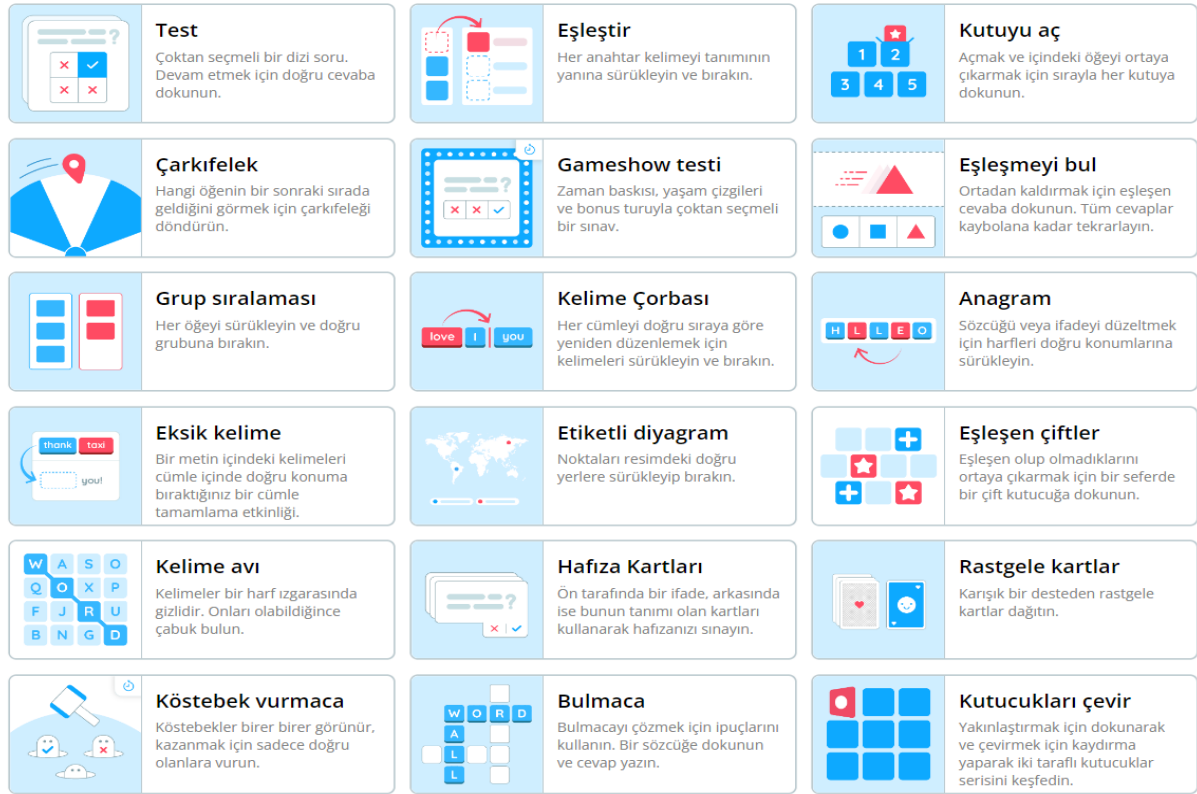 Test
Çoktan seçmeli bir dizi soru.
Devam etmek için doğru cevaba
dokunun.
Eşleştir
Her anahtar kelimeyi tanımının
yanına sürükleyin ve bırakın.
1 2
3 4 5
Kutuyu aç
Açmak ve içindeki öğeyi ortaya
çıkarmak için sırayla her kutuya
dokunun.
Çarkıfelek
Hangi öğenin bir sonraki sırada
geldiğini görmek için çarkıfeleği
döndürün.
Gameshow testi
Zaman baskısı, yaşam çizgileri
ve bonus turuyla çoktan seçmeli
bir sınav.
Eşleşmeyi bul
Ortadan kaldırmak için eşleşen
cevaba dokunun. Tüm cevaplar
kaybolana kadar tekrarlayın.
Grup sıralaması
Her öğeyi sürükleyin ve doğru
grubuna bırakın.
love I you
Kelime Çorbası
Her cümleyi doğru sıraya göre
yeniden düzenlemek için
kelimeleri sürükleyin ve bırakın.
H L L E O
Anagram
Sözcüğü veya ifadeyi düzeltmek
için harfleri doğru konumlarına
sürükleyin.
thank taxi
you!
Eksik kelime
Bir metin içindeki kelimeleri
cümle içinde doğru konuma
bıraktığınız bir cümle
tamamlama etkinliği.
Etiketli diyagram
Noktaları resimdeki doğru
yerlere sürükleyip bırakın.
Eşleşen çiftler
Eşleşen olup olmadıklarını
ortaya çıkarmak için bir seferde
bir çift kutucuğa dokunun.
W A S O
Q O X P
F J R U
B N G D
Kelime avı
Kelimeler bir harf ızgarasında
gizlidir. Onları olabildiğince
çabuk bulun.
?
Hafıza Kartları
Ön tarafında bir ifade, arkasında
ise bunun tanımı olan kartları
kullanarak hafızanızı sınayın.
Rastgele kartlar
Karışık bir desteden rastgele
kartlar dağıtın.
Köstebek vurmaca
Köstebekler birer birer görünür,
kazanmak için sadece doğru
olanlara vurun.
W O R D
A
L
L
Bulmaca
Bulmacayı çözmek için ipuçlarını
kullanın. Bir sözcüğe dokunun
ve cevap yazın.
Kutucukları çevir
Yakınlaştırmak için dokunarak
ve çevirmek için kaydırma
yaparak iki taraflı kutucuklar
serisini keşfedin.